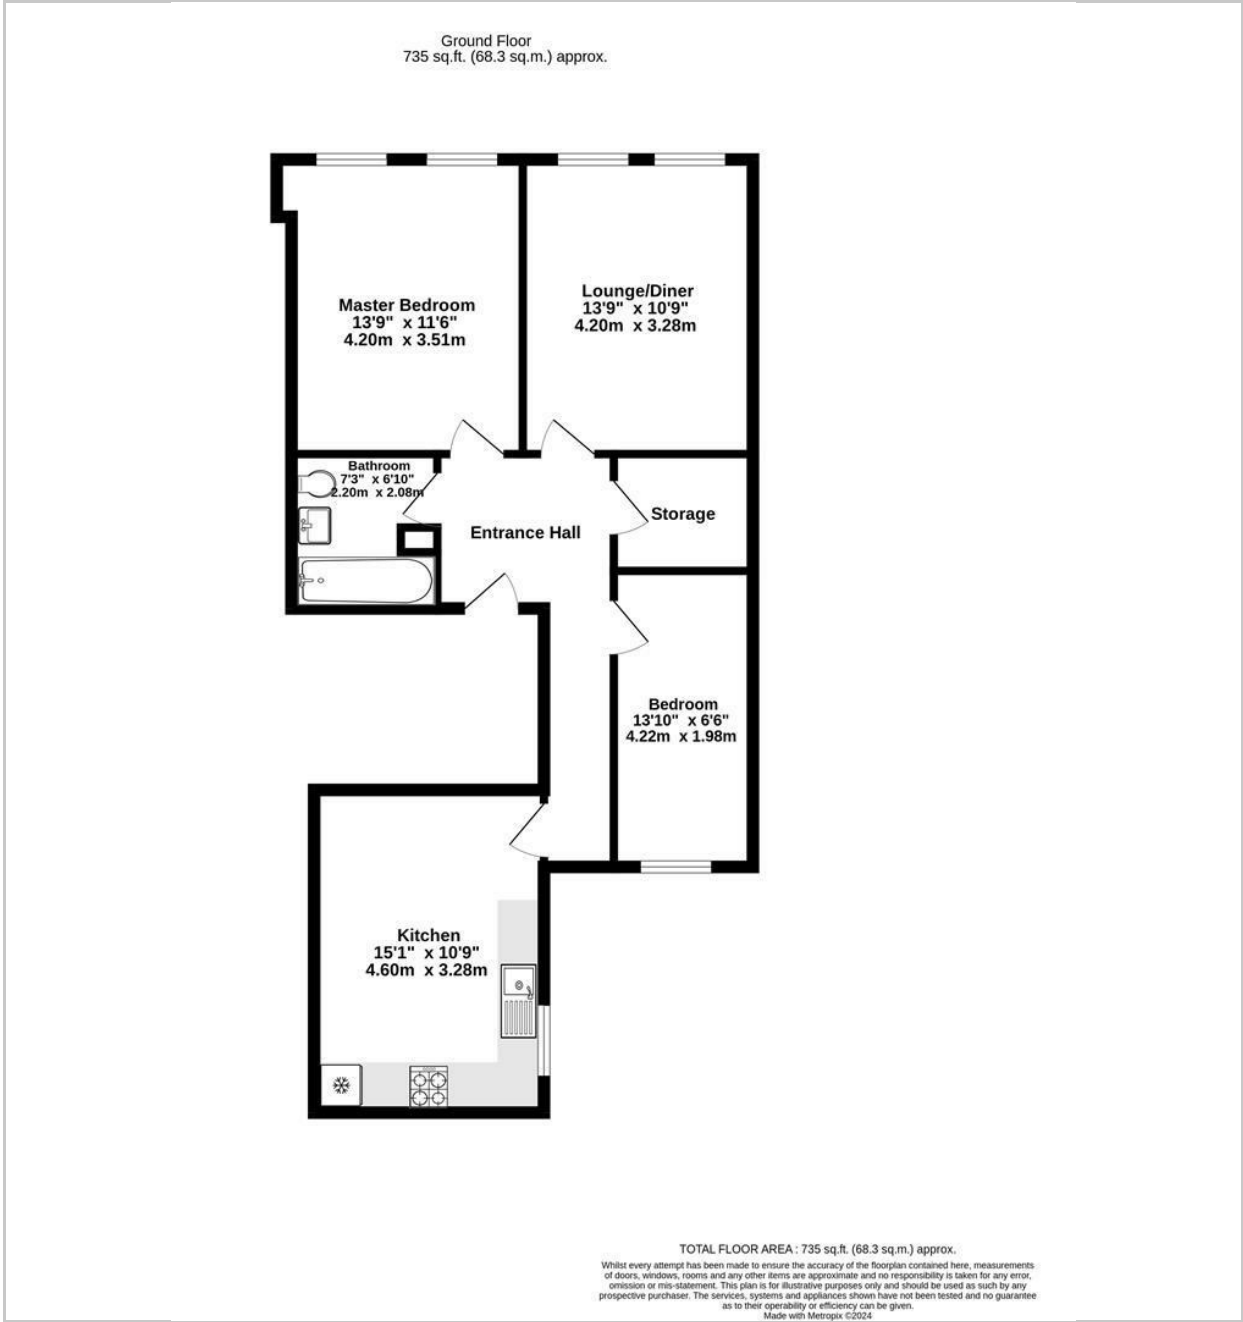 Ground Floor
735 sq.ft. (68.3 sq.m.) approx.
Master Bedroom
13'9" x 11'6"
4.20m x 3.51m
Lounge/Diner
13'9" x 10'9"
4.20m x 3.28m
Bathroom
7'3" x 6'10"
2.20m x 2.08m
Entrance Hall
Storage
Bedroom
13'10" x 6'6"
4.22m x 1.98m
Kitchen
15'1" x 10'9"
4.60m x 3.28m
TOTAL FLOOR AREA : 735 sq.ft. (68.3 sq.m.) approx.
Whilst every attempt has been made to ensure the accuracy of the floorplan contained here, measurements
of doors, windows, rooms and any other items are approximate and no responsibility is taken for any error,
omission or mis-statement. This plan is for illustrative purposes only and should be used as such by any
prospective purchaser. The services, systems and appliances shown have not been tested and no guarantee
as to their operability or efficiency can be given.
Made with Metropix ©2024